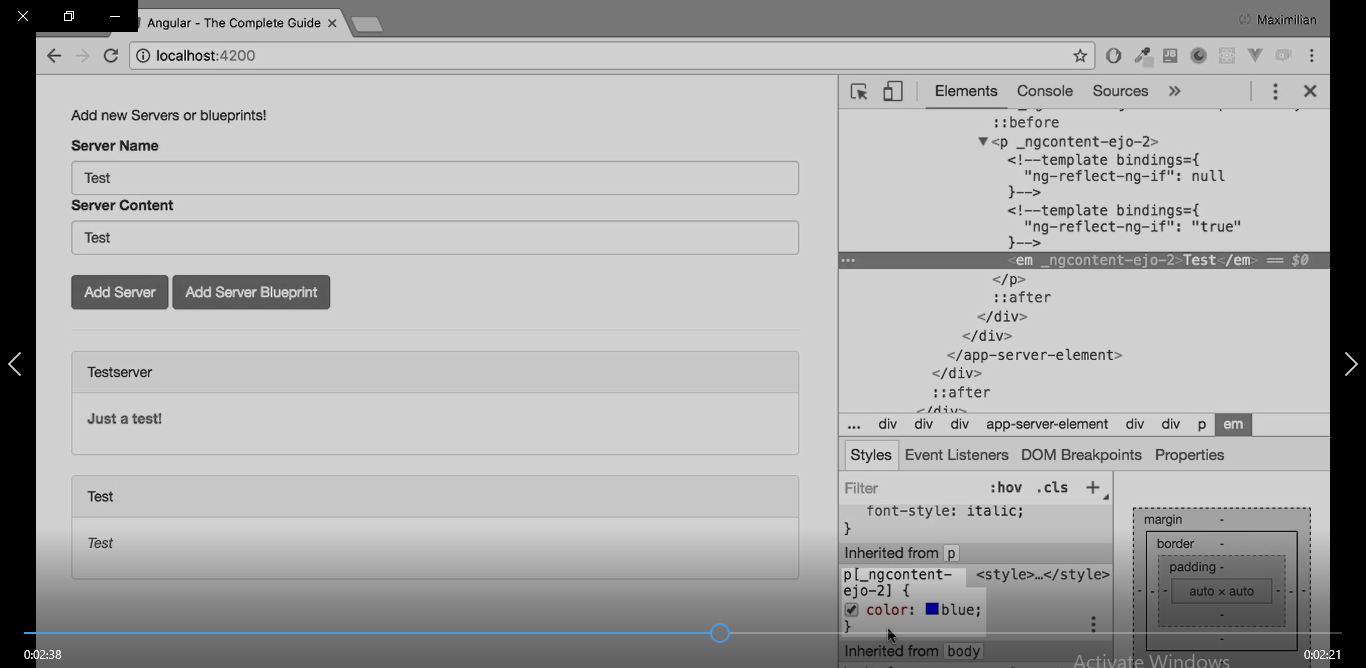 Angular - The Complete Guide
Maximilian
localhost:4200
Add new Servers or blueprints!
Server Name
Test
Server Content
Test
Add Server Add Server Blueprint
Testserver
Just a test!
Test
Test
Elements Console Sources »
::before
▼<p _ngcontent-ejo-2>
<!--template bindings={
"ng-reflect-ng-if": null
}-->
<!--template bindings={
"ng-reflect-ng-if": "true"
}-->
<em _ngcontent-ejo-2>Test</em> == $0
</p>
::after
</div>
</div>
</app-server-element>
</div>
::after
</div>
... div div div app-server-element div div p em
Styles Event Listeners DOM Breakpoints Properties
Filter :hov .cls +
font-style: italic;
}
Inherited from p
p[_ngcontent- <style>…</style>
ejo-2] {
color: blue;
}
Inherited from body
margin -
border -
padding -
- - - auto × auto - - -
-
-
Activate Windows
0:02:38
0:02:21